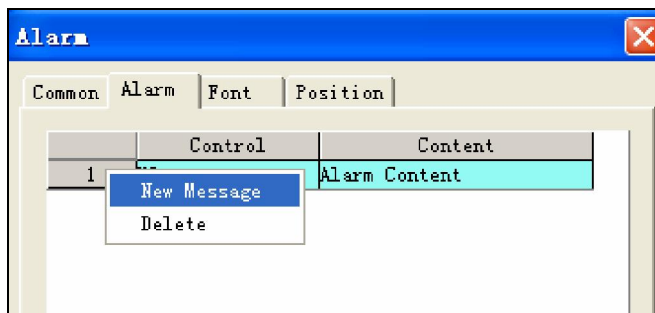 Alarm
Common Alarm Font Position
Control Content
1 Alarm Content
New Message
Delete